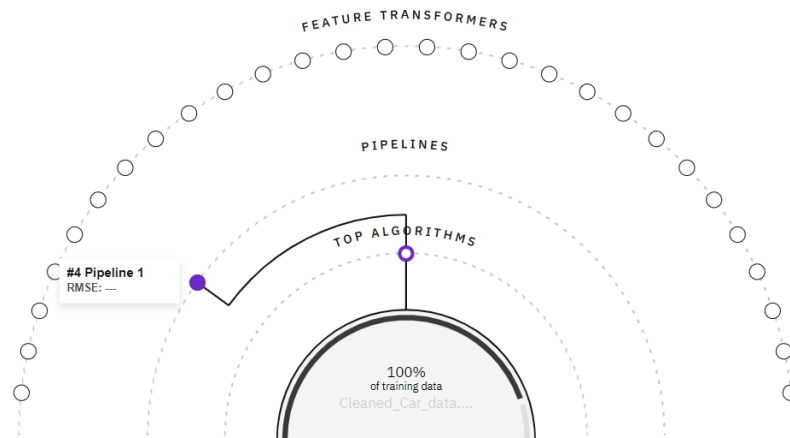 FEATURE TRANSFORMERS
PIPELINES
TOP ALGORITHMS
#4 Pipeline 1
RMSE: ---
100%
of training data
Cleaned_Car_data....